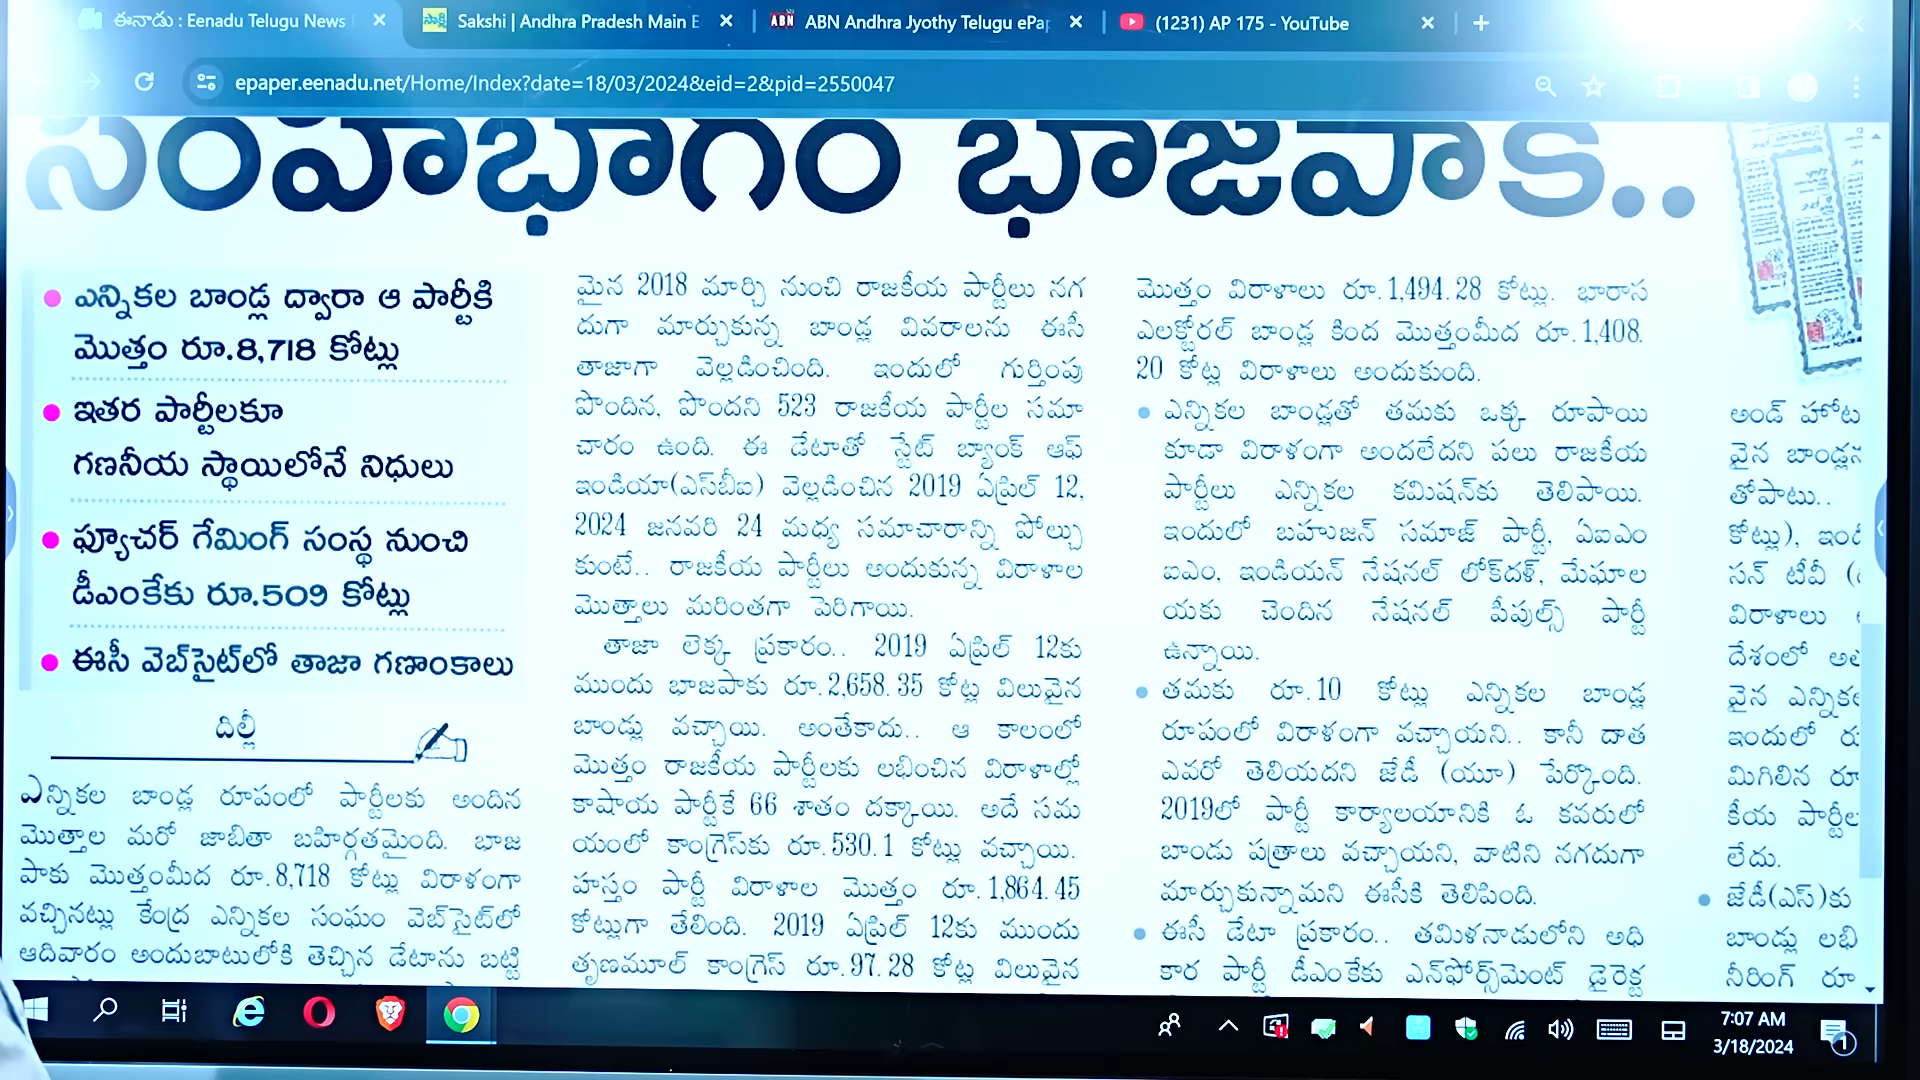 ఈనాడు : Eenadu Telugu News
Sakshi | Andhra Pradesh Main E
ABN Andhra Jyothy Telugu ePap
(1231) AP 175 - YouTube
epaper.eenadu.net/Home/Index?date=18/03/2024&eid=2&pid=2550047
సింహభాగం భాజపాకే..
ఎన్నికల బాండ్ల ద్వారా ఆ పార్టీకి
మొత్తం రూ.8,718 కోట్లు
ఇతర పార్టీలకూ
గణనీయ స్థాయిలోనే నిధులు
ఫ్యూచర్ గేమింగ్ సంస్థ నుంచి
డీఎంకేకు రూ.509 కోట్లు
ఈసీ వెబ్‌సైట్‌లో తాజా గణాంకాలు
దిల్లీ
ఎన్నికల బాండ్ల రూపంలో పార్టీలకు అందిన
మొత్తాల మరో జాబితా బహిర్గతమైంది. భాజ
పాకు మొత్తంమీద రూ.8,718 కోట్లు విరాళంగా
వచ్చినట్లు కేంద్ర ఎన్నికల సంఘం వెబ్‌సైట్‌లో
ఆదివారం అందుబాటులోకి తెచ్చిన డేటాను బట్టి
మైన 2018 మార్చి నుంచి రాజకీయ పార్టీలు నగ
దుగా మార్చుకున్న బాండ్ల వివరాలను ఈసీ
తాజాగా వెల్లడించింది. ఇందులో గుర్తింపు
పొందిన, పొందని 523 రాజకీయ పార్టీల సమా
చారం ఉంది. ఈ డేటాతో స్టేట్ బ్యాంక్ ఆఫ్
ఇండియా(ఎస్‌బీఐ) వెల్లడించిన 2019 ఏప్రిల్ 12,
2024 జనవరి 24 మధ్య సమాచారాన్ని పోల్చు
కుంటే.. రాజకీయ పార్టీలు అందుకున్న విరాళాల
మొత్తాలు మరింతగా పెరిగాయి.
తాజా లెక్క ప్రకారం.. 2019 ఏప్రిల్ 12కు
ముందు భాజపాకు రూ.2,658.35 కోట్ల విలువైన
బాండ్లు వచ్చాయి. అంతేకాదు.. ఆ కాలంలో
మొత్తం రాజకీయ పార్టీలకు లభించిన విరాళాల్లో
కాషాయ పార్టీకే 66 శాతం దక్కాయి. అదే సమ
యంలో కాంగ్రెస్‌కు రూ.530.1 కోట్లు వచ్చాయి.
హస్తం పార్టీ విరాళాల మొత్తం రూ.1,864.45
కోట్లుగా తేలింది. 2019 ఏప్రిల్ 12కు ముందు
తృణమూల్ కాంగ్రెస్ రూ.97.28 కోట్ల విలువైన
మొత్తం విరాళాలు రూ.1,494.28 కోట్లు. భారాస
ఎలక్టోరల్ బాండ్ల కింద మొత్తంమీద రూ.1,408.
20 కోట్ల విరాళాలు అందుకుంది.
ఎన్నికల బాండ్లతో తమకు ఒక్క రూపాయి
కూడా విరాళంగా అందలేదని పలు రాజకీయ
పార్టీలు ఎన్నికల కమిషన్‌కు తెలిపాయి.
ఇందులో బహుజన్ సమాజ్ పార్టీ, ఏఐఎం
ఐఎం, ఇండియన్ నేషనల్ లోక్‌దళ్, మేఘాల
యకు చెందిన నేషనల్ పీపుల్స్ పార్టీ
ఉన్నాయి.
తమకు రూ.10 కోట్లు ఎన్నికల బాండ్ల
రూపంలో విరాళంగా వచ్చాయని.. కానీ దాత
ఎవరో తెలియదని జేడీ (యూ) పేర్కొంది.
2019లో పార్టీ కార్యాలయానికి ఓ కవరులో
బాండు పత్రాలు వచ్చాయని, వాటిని నగదుగా
మార్చుకున్నామని ఈసీకి తెలిపింది.
ఈసీ డేటా ప్రకారం.. తమిళనాడులోని అధి
కార పార్టీ డీఎంకేకు ఎన్‌ఫోర్స్‌మెంట్ డైరెక్ట
అండ్ హోట
వైన బాండ్లన
తోపాటు..
కోట్లు), ఇండి
సన్ టీవీ
విరాళాలు
దేశంలో అత
వైన ఎన్నికల
ఇందులో రు
మిగిలిన రూ
కీయ పార్టీల
లేదు.
జేడీ(ఎస్)కు
బాండ్లు లభి
నీరింగ్ రూ
7:07 AM
3/18/2024
1